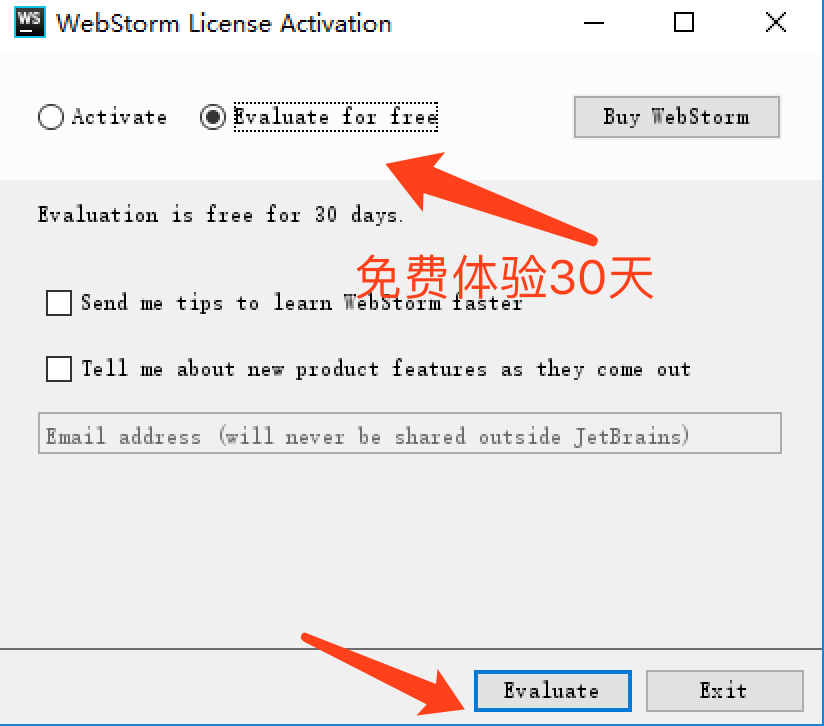 WS WebStorm License Activation
Activate Evaluate for free Buy WebStorm
Evaluation is free for 30 days.
免费体验30天
Send me tips to learn WebStorm faster
Tell me about new product features as they come out
Email address (will never be shared outside JetBrains)
Evaluate Exit